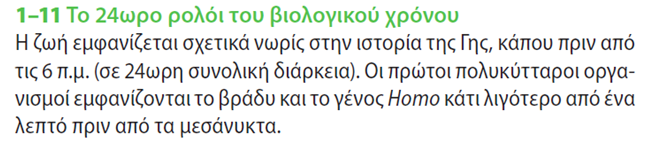 1–11 Το 24ωρο ρολόι του βιολογικού χρόνου
Η ζωή εμφανίζεται σχετικά νωρίς στην ιστορία της Γης, κάπου πριν από
τις 6 π.μ. (σε 24ωρη συνολική διάρκεια). Οι πρώτοι πολυκύτταροι οργα-
νισμοί εμφανίζονται το βράδυ και το γένος Homo κάτι λιγότερο από ένα
λεπτό πριν από τα μεσάνυκτα.